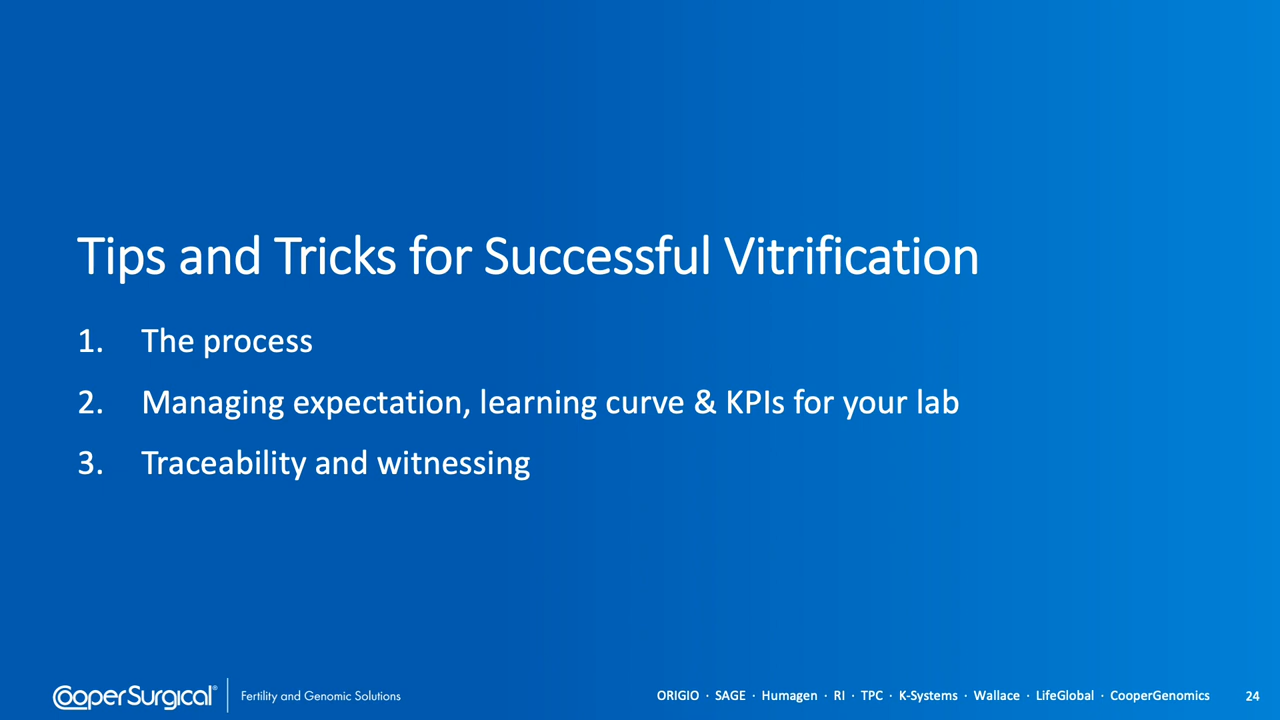 Tips and Tricks for Successful Vitrification
1. The process
2. Managing expectation, learning curve & KPIs for your lab
3. Traceability and witnessing
CooperSurgical® Fertility and Genomic Solutions
ORIGIO · SAGE · Humagen · RI · TPC · K-Systems · Wallace · LifeGlobal · CooperGenomics 24